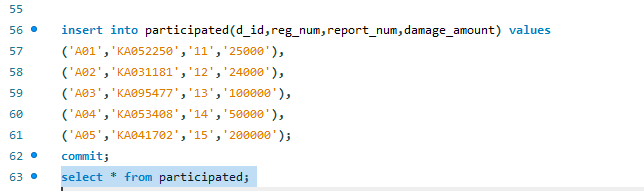 55
56 insert into participated(d_id,reg_num,report_num,damage_amount) values
57 ('A01','KA052250','11','25000'),
58 ('A02','KA031181','12','24000'),
59 ('A03','KA095477','13','100000'),
60 ('A04','KA053408','14','50000'),
61 ('A05','KA041702','15','200000');
62 commit;
63 select * from participated;